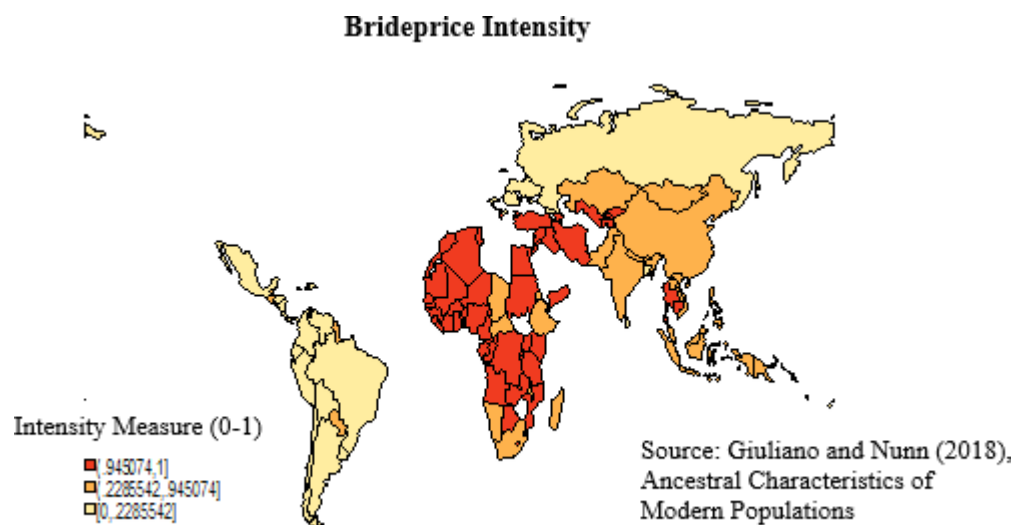 Brideprice Intensity
Intensity Measure (0-1)
(.945074,1]
(.2285542,.945074]
[0,.2285542]
Source: Giuliano and Nunn (2018),
Ancestral Characteristics of
Modern Populations